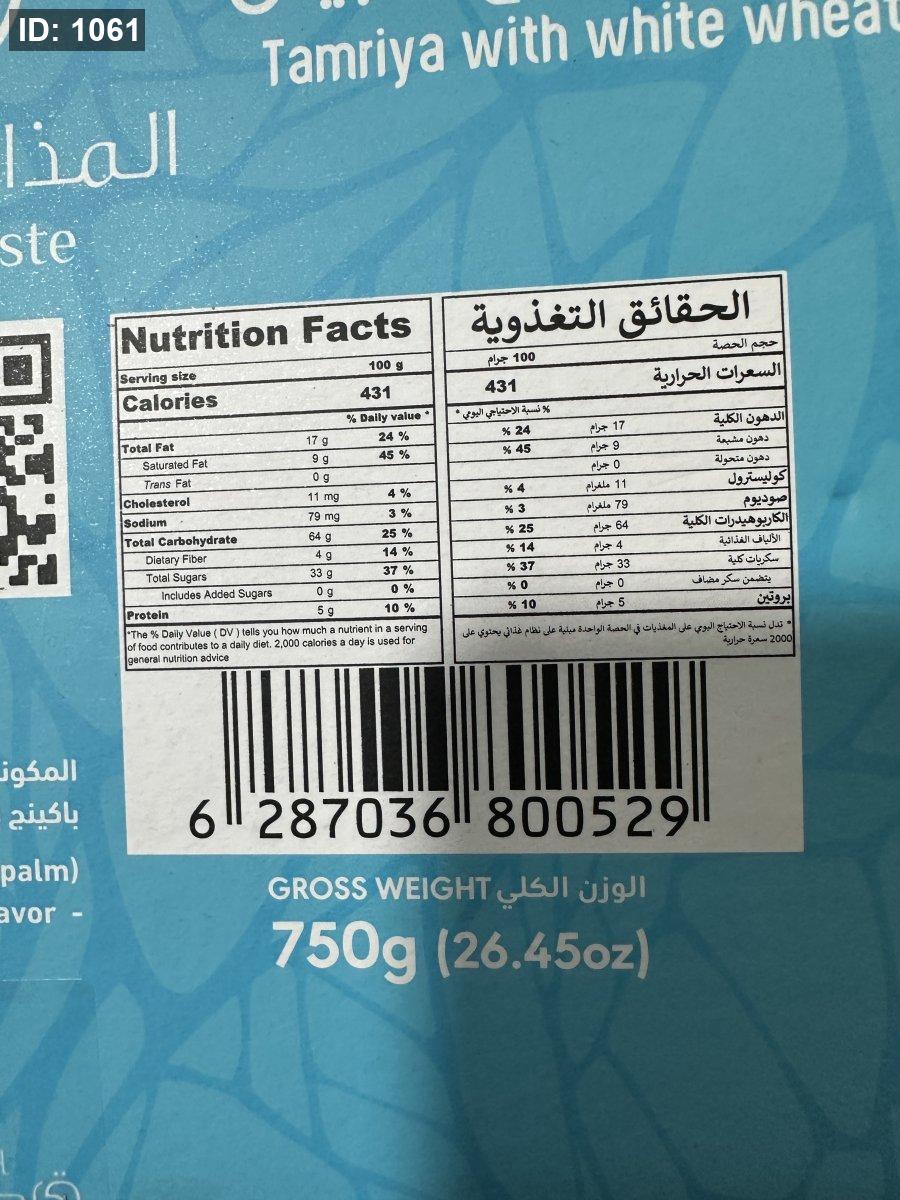 ID: 1061
Tamriya with white wheat
المذا
ste
Nutrition Facts
Serving size 100 g
Calories 431
% Daily value *
Total Fat 17 g 24 %
Saturated Fat 9 g 45 %
Trans Fat 0 g
Cholesterol 11 mg 4 %
Sodium 79 mg 3 %
Total Carbohydrate 64 g 25 %
Dietary Fiber 4 g 14 %
Total Sugars 33 g 37 %
Includes Added Sugars 0 g 0 %
Protein 5 g 10 %
*The % Daily Value ( DV ) tells you how much a nutrient in a serving
of food contributes to a daily diet. 2,000 calories a day is used for
general nutrition advice
الحقائق التغذوية
حجم الحصة 100 جرام
السعرات الحرارية 431
% نسبة الاحتياجي اليومي *
الدهون الكلية 17 جرام 24 %
دهون مشبعة 9 جرام 45 %
دهون متحولة 0 جرام
كوليسترول 11 ملغرام 4 %
صوديوم 79 ملغرام 3 %
الكاربوهيدرات الكلية 64 جرام 25 %
الألياف الغذائية 4 جرام 14 %
سكريات كلية 33 جرام 37 %
يتضمن سكر مضاف 0 جرام 0 %
بروتين 5 جرام 10 %
* تدل نسبة الاحتياج اليومي على المغذيات في الحصة الواحدة مبنية على نظام غذائي يحتوي على
2000 سعرة حرارية
6 287036 800529
المكون
باكينج
palm)
avor -
GROSS WEIGHT الوزن الكلي
750g (26.45oz)